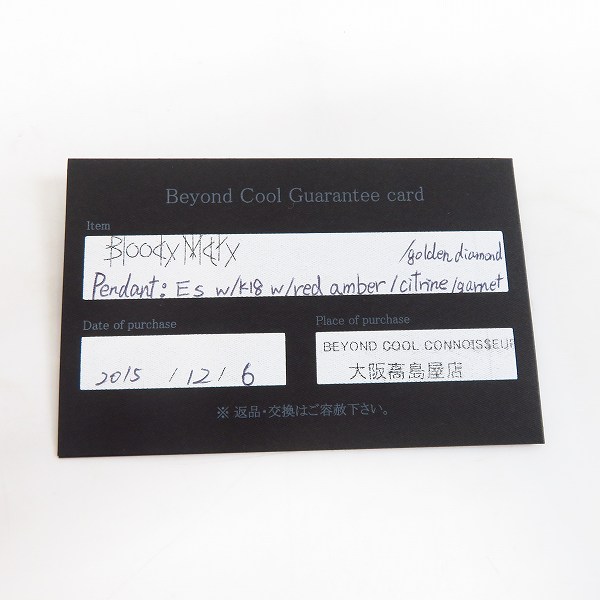 Beyond Cool Guarantee card
Item
Bloody Mary
/golden diamond
Pendant: Es w/K18 w/red amber/citrine/garnet
Date of purchase
Place of purchase
2015 / 12 / 6
BEYOND COOL CONNOISSEUR
大阪高島屋店
※ 返品・交換はご容赦下さい。